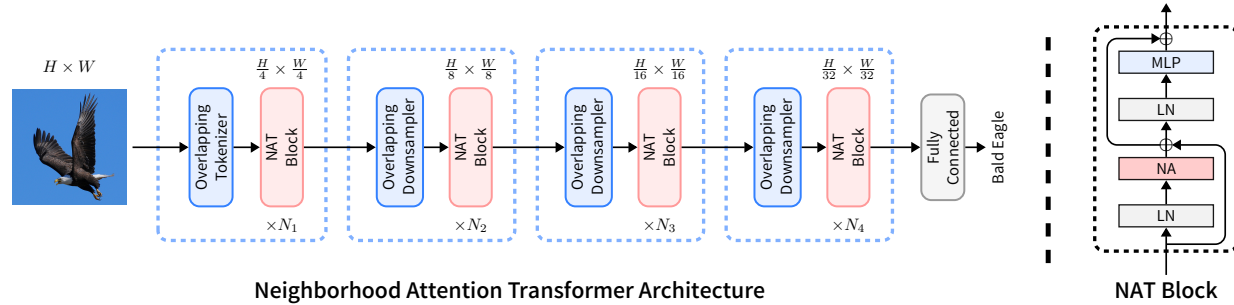 H × W
H/4 × W/4
Overlapping
Tokenizer
NAT
Block
×N₁
H/8 × W/8
Overlapping
Downsampler
NAT
Block
×N₂
H/16 × W/16
Overlapping
Downsampler
NAT
Block
×N₃
H/32 × W/32
Overlapping
Downsampler
NAT
Block
×N₄
Fully
Connected
Bald Eagle
Neighborhood Attention Transformer Architecture
MLP
LN
NA
LN
NAT Block